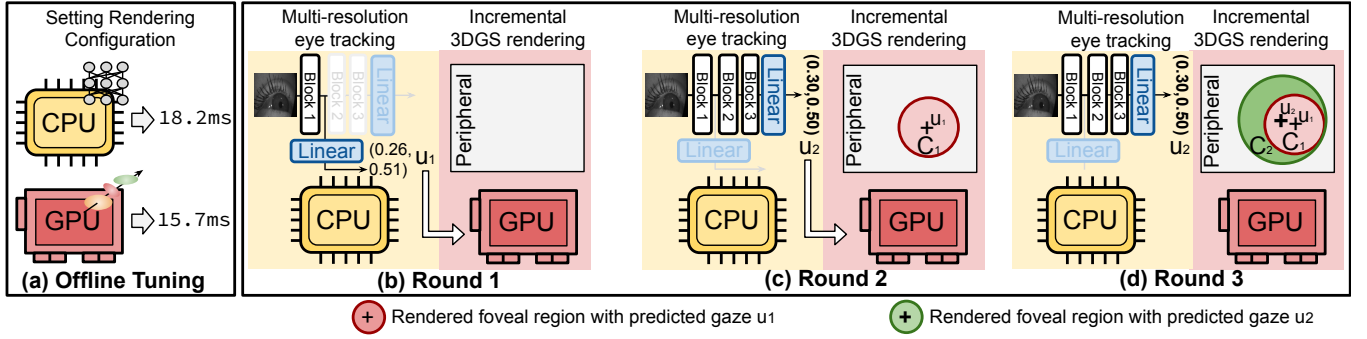 Setting Rendering
Configuration
CPU
18.2ms
GPU
15.7ms
(a) Offline Tuning
Multi-resolution
eye tracking
Incremental
3DGS rendering
Block 1
Block 2
Block 3
Linear
Linear
(0.26,
0.51)
u1
Peripheral
CPU
GPU
(b) Round 1
Multi-resolution
eye tracking
Incremental
3DGS rendering
Block 1
Block 2
Block 3
Linear
(0.30,0.50)
Linear
u2
Peripheral
u1
C1
CPU
GPU
(c) Round 2
Multi-resolution
eye tracking
Incremental
3DGS rendering
Block 1
Block 2
Block 3
Linear
(0.30,0.50)
Linear
u2
Peripheral
u2
u1
C2
C1
CPU
GPU
(d) Round 3
Rendered foveal region with predicted gaze u1
Rendered foveal region with predicted gaze u2